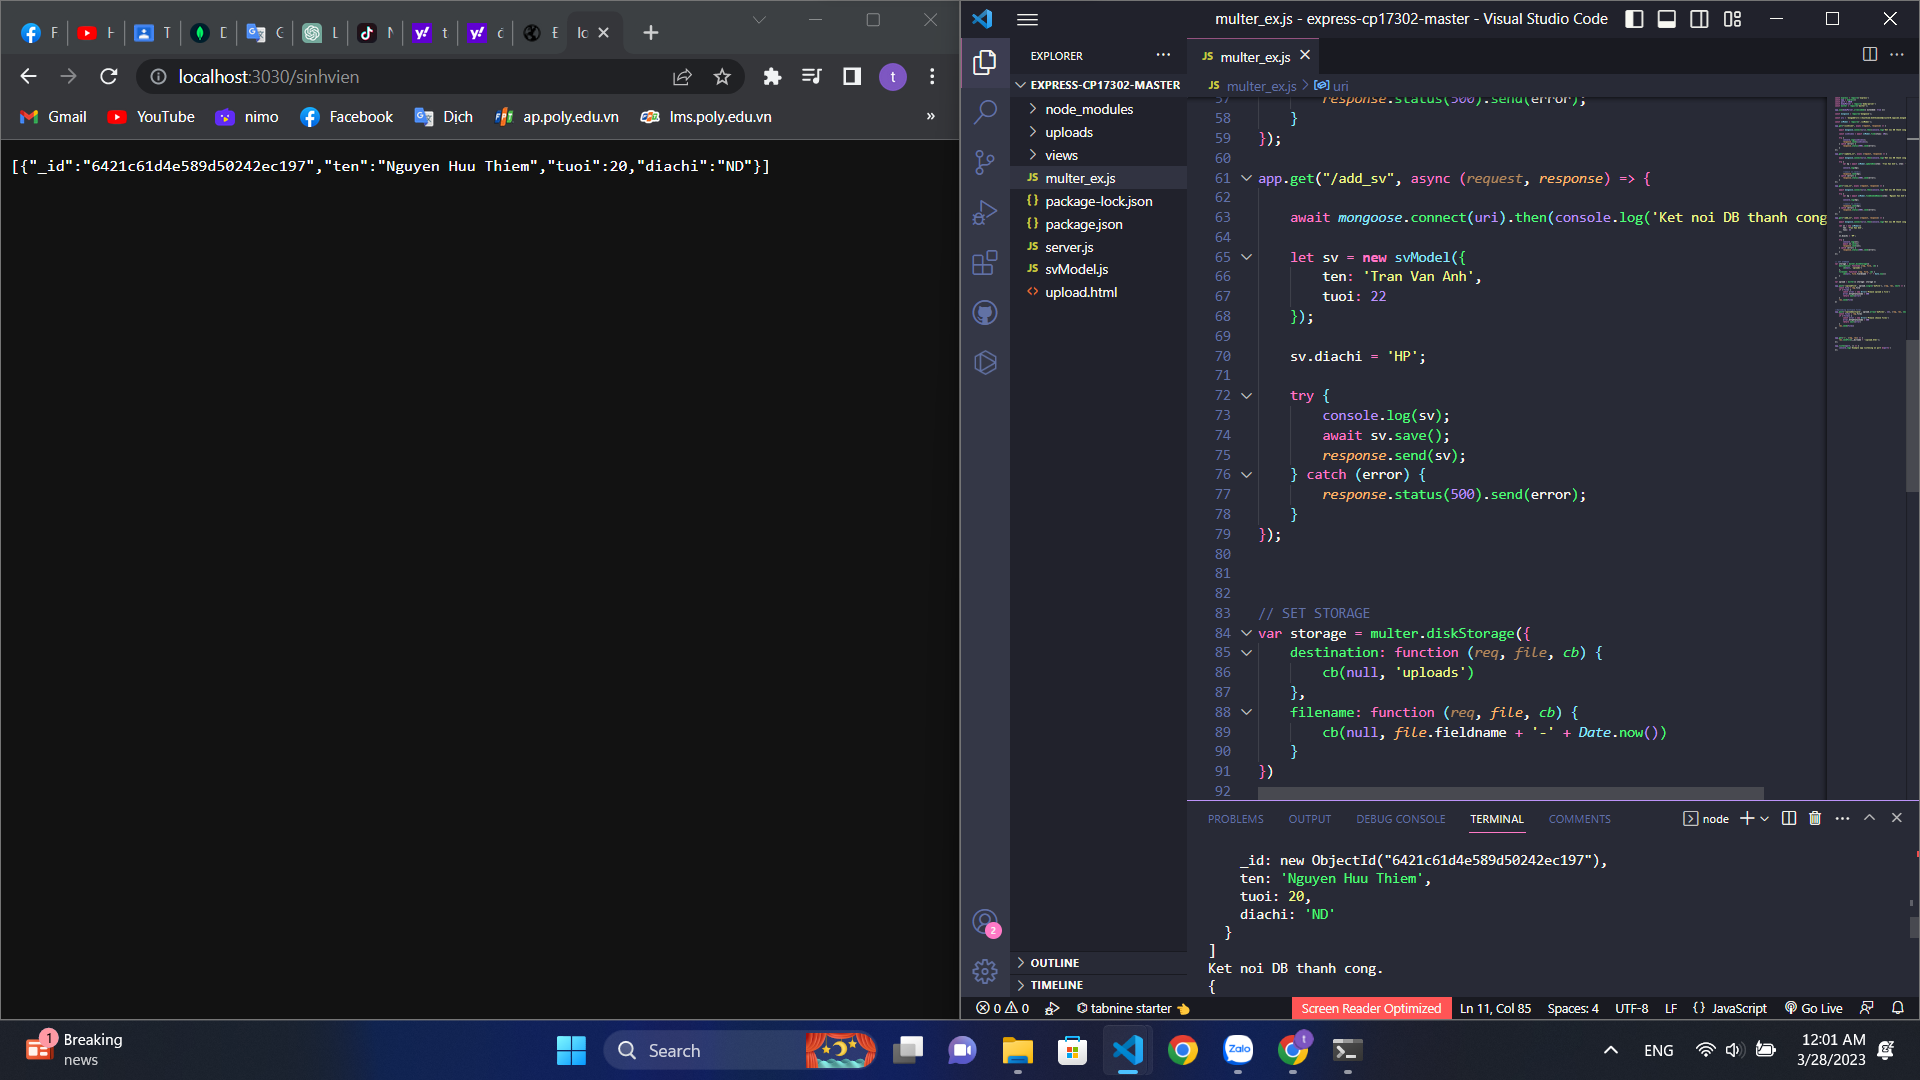 F
H
T
D
G
L
N
t
c
E
lo
localhost:3030/sinhvien
t
Gmail
YouTube
nimo
Facebook
Dịch
ap.poly.edu.vn
lms.poly.edu.vn
»
[{"_id":"6421c61d4e589d50242ec197","ten":"Nguyen Huu Thiem","tuoi":20,"diachi":"ND"}]
multer_ex.js - express-cp17302-master - Visual Studio Code
EXPLORER
EXPRESS-CP17302-MASTER
node_modules
uploads
views
JS multer_ex.js
{} package-lock.json
{} package.json
JS server.js
JS svModel.js
<> upload.html
OUTLINE
TIMELINE
2
JS multer_ex.js
JS multer_ex.js > uri
57 response.status(500).send(error);
58 }
59 });
60
61 app.get("/add_sv", async (request, response) => {
62
63 await mongoose.connect(uri).then(console.log('Ket noi DB thanh cong
64
65 let sv = new svModel({
66 ten: 'Tran Van Anh',
67 tuoi: 22
68 });
69
70 sv.diachi = 'HP';
71
72 try {
73 console.log(sv);
74 await sv.save();
75 response.send(sv);
76 } catch (error) {
77 response.status(500).send(error);
78 }
79 });
80
81
82
83 // SET STORAGE
84 var storage = multer.diskStorage({
85 destination: function (req, file, cb) {
86 cb(null, 'uploads')
87 },
88 filename: function (req, file, cb) {
89 cb(null, file.fieldname + '-' + Date.now())
90 }
91 })
92
PROBLEMS OUTPUT DEBUG CONSOLE TERMINAL COMMENTS
node
_id: new ObjectId("6421c61d4e589d50242ec197"),
ten: 'Nguyen Huu Thiem',
tuoi: 20,
diachi: 'ND'
}
]
Ket noi DB thanh cong.
{
0 0 tabnine starter
Screen Reader Optimized
Ln 11, Col 85
Spaces: 4
UTF-8
LF
{} JavaScript
Go Live
1
Breaking
news
Search
Zalo
t
ENG
12:01 AM
3/28/2023